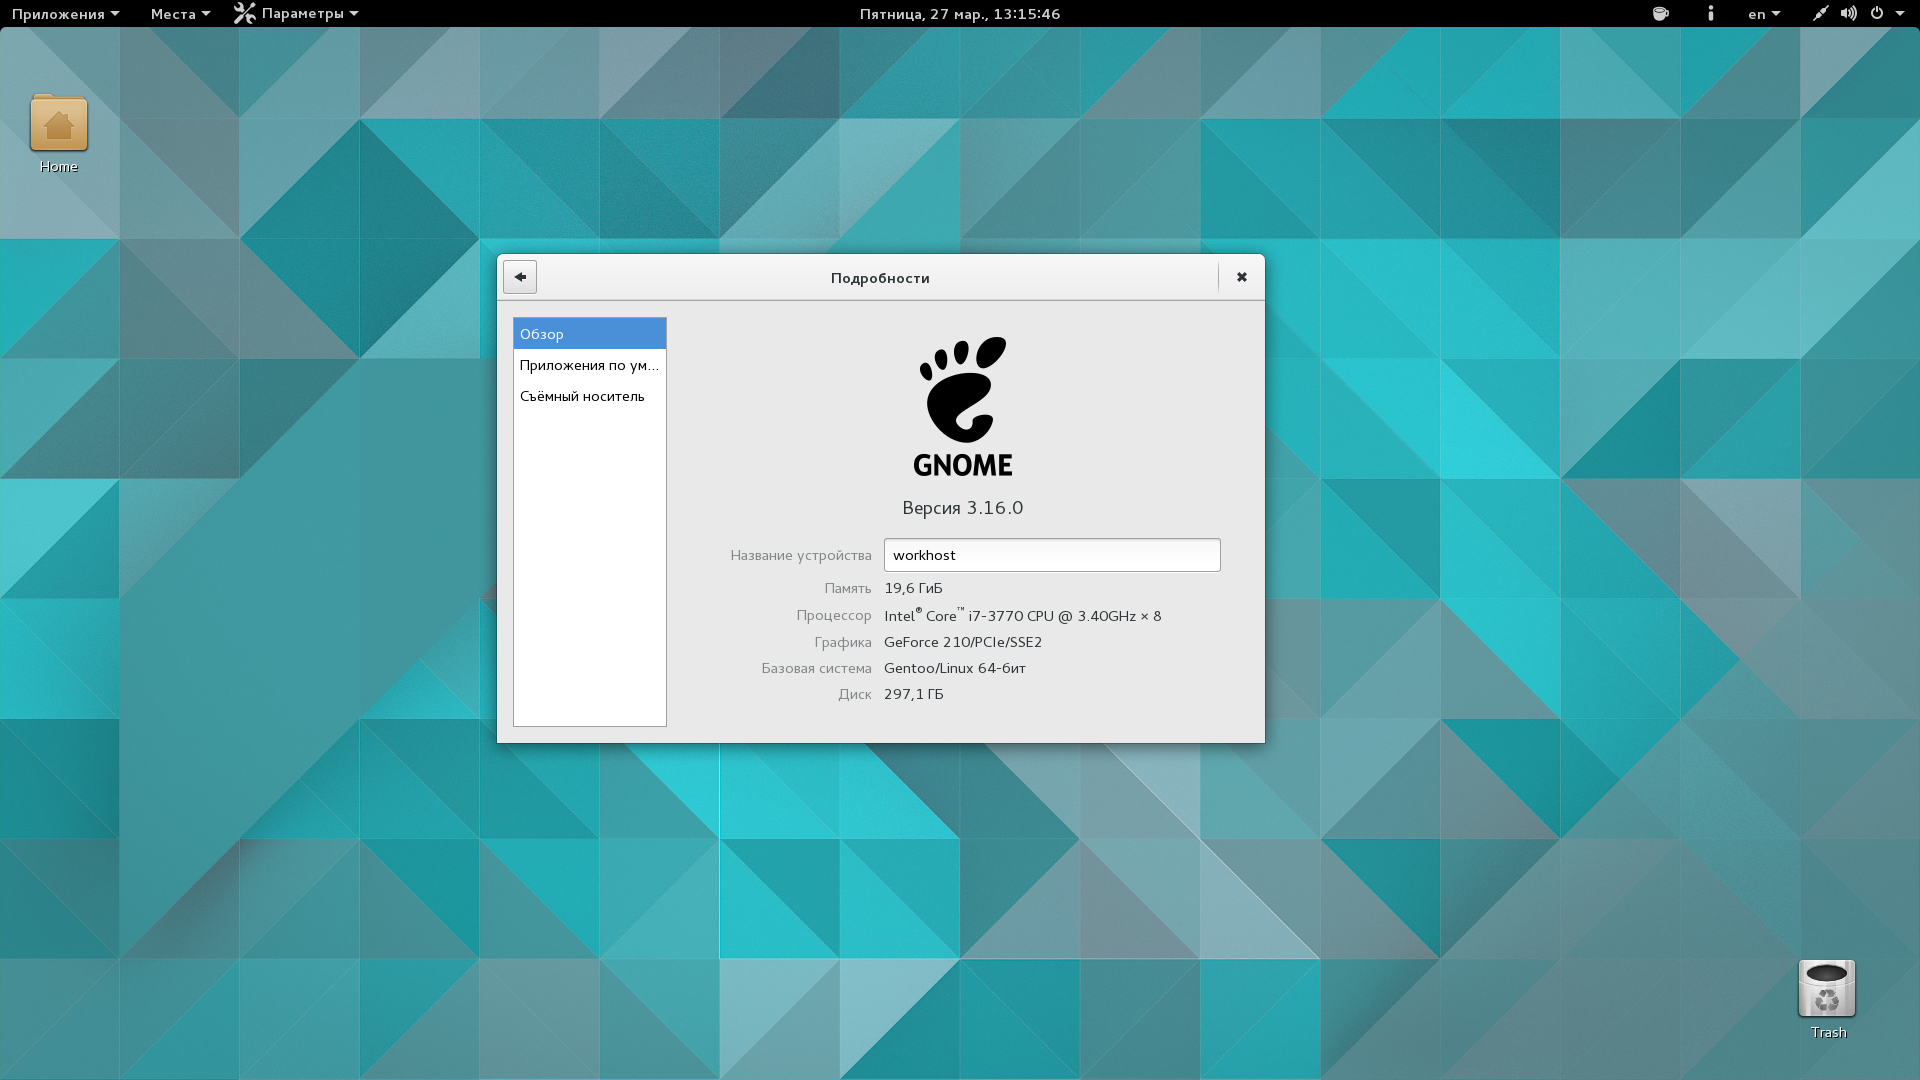 Приложения
Места
Параметры
Пятница, 27 мар., 13:15:46
en
Home
Подробности
Обзор
Приложения по ум...
Съёмный носитель
GNOME
Версия 3.16.0
Название устройства workhost
Память 19,6 ГиБ
Процессор Intel® Core™ i7-3770 CPU @ 3.40GHz × 8
Графика GeForce 210/PCIe/SSE2
Базовая система Gentoo/Linux 64-бит
Диск 297,1 ГБ
Trash